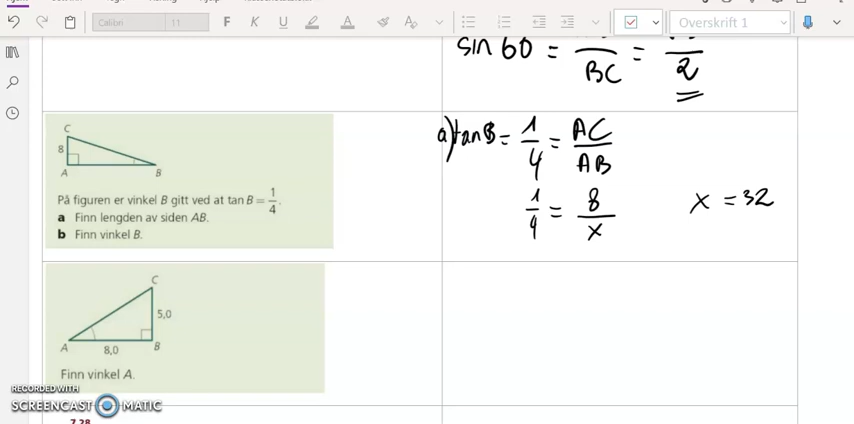 Calibri
11
Overskrift 1
sin 60 = BC = 2
C
8
A
B
På figuren er vinkel B gitt ved at tan B = 1/4.
a Finn lengden av siden AB.
b Finn vinkel B.
a) tan B = 1/4 = AC/AB
1/4 = 8/x
x = 32
C
5,0
A
8,0
B
Finn vinkel A.
RECORDED WITH
SCREENCAST MATIC
7.28